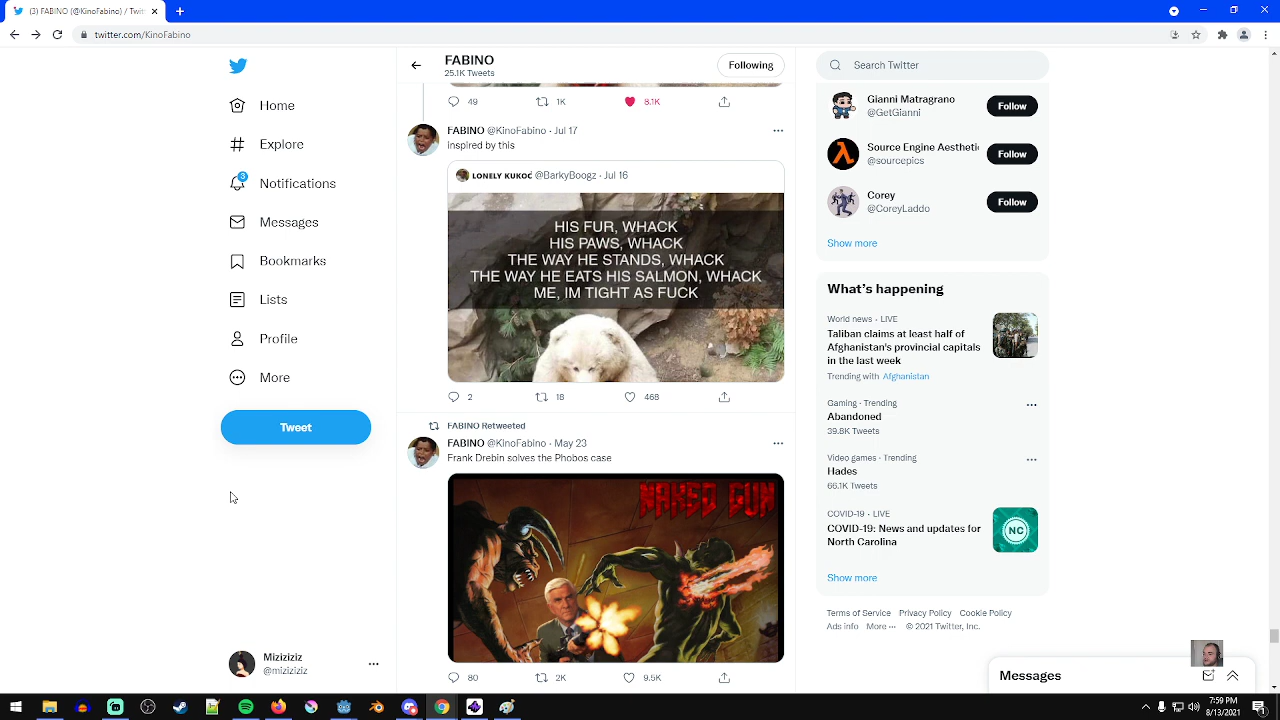 (3) FABINO (@KinoFabino) / Twit
twitter.com/KinoFabino
FABINO
25.1K Tweets
Following
Search Twitter
Home
Explore
3
Notifications
Messages
Bookmarks
Lists
Profile
More
Tweet
Miziziziz
@miziziziz
49
1K
8.1K
FABINO @KinoFabino · Jul 17
inspired by this
LONELY KUKOC @BarkyBoogz · Jul 16
HIS FUR, WHACK
HIS PAWS, WHACK
THE WAY HE STANDS, WHACK
THE WAY HE EATS HIS SALMON, WHACK
ME, IM TIGHT AS FUCK
2
18
468
FABINO Retweeted
FABINO @KinoFabino · May 23
Frank Drebin solves the Phobos case
NAKED GUN
80
2K
9.5K
Gianni Matragrano
@GetGianni
Follow
Source Engine Aesthetic
@sourcepics
Follow
Corey
@CoreyLaddo
Follow
Show more
What's happening
World news · LIVE
Taliban claims at least half of
Afghanistan's provincial capitals
in the last week
Trending with Afghanistan
Gaming · Trending
Abandoned
39.8K Tweets
Video games · Trending
Hades
66.1K Tweets
COVID-19 · LIVE
COVID-19: News and updates for
North Carolina
NC
Show more
Terms of Service Privacy Policy Cookie Policy
Ads info More ··· © 2021 Twitter, Inc.
Messages
7:59 PM
8/13/2021